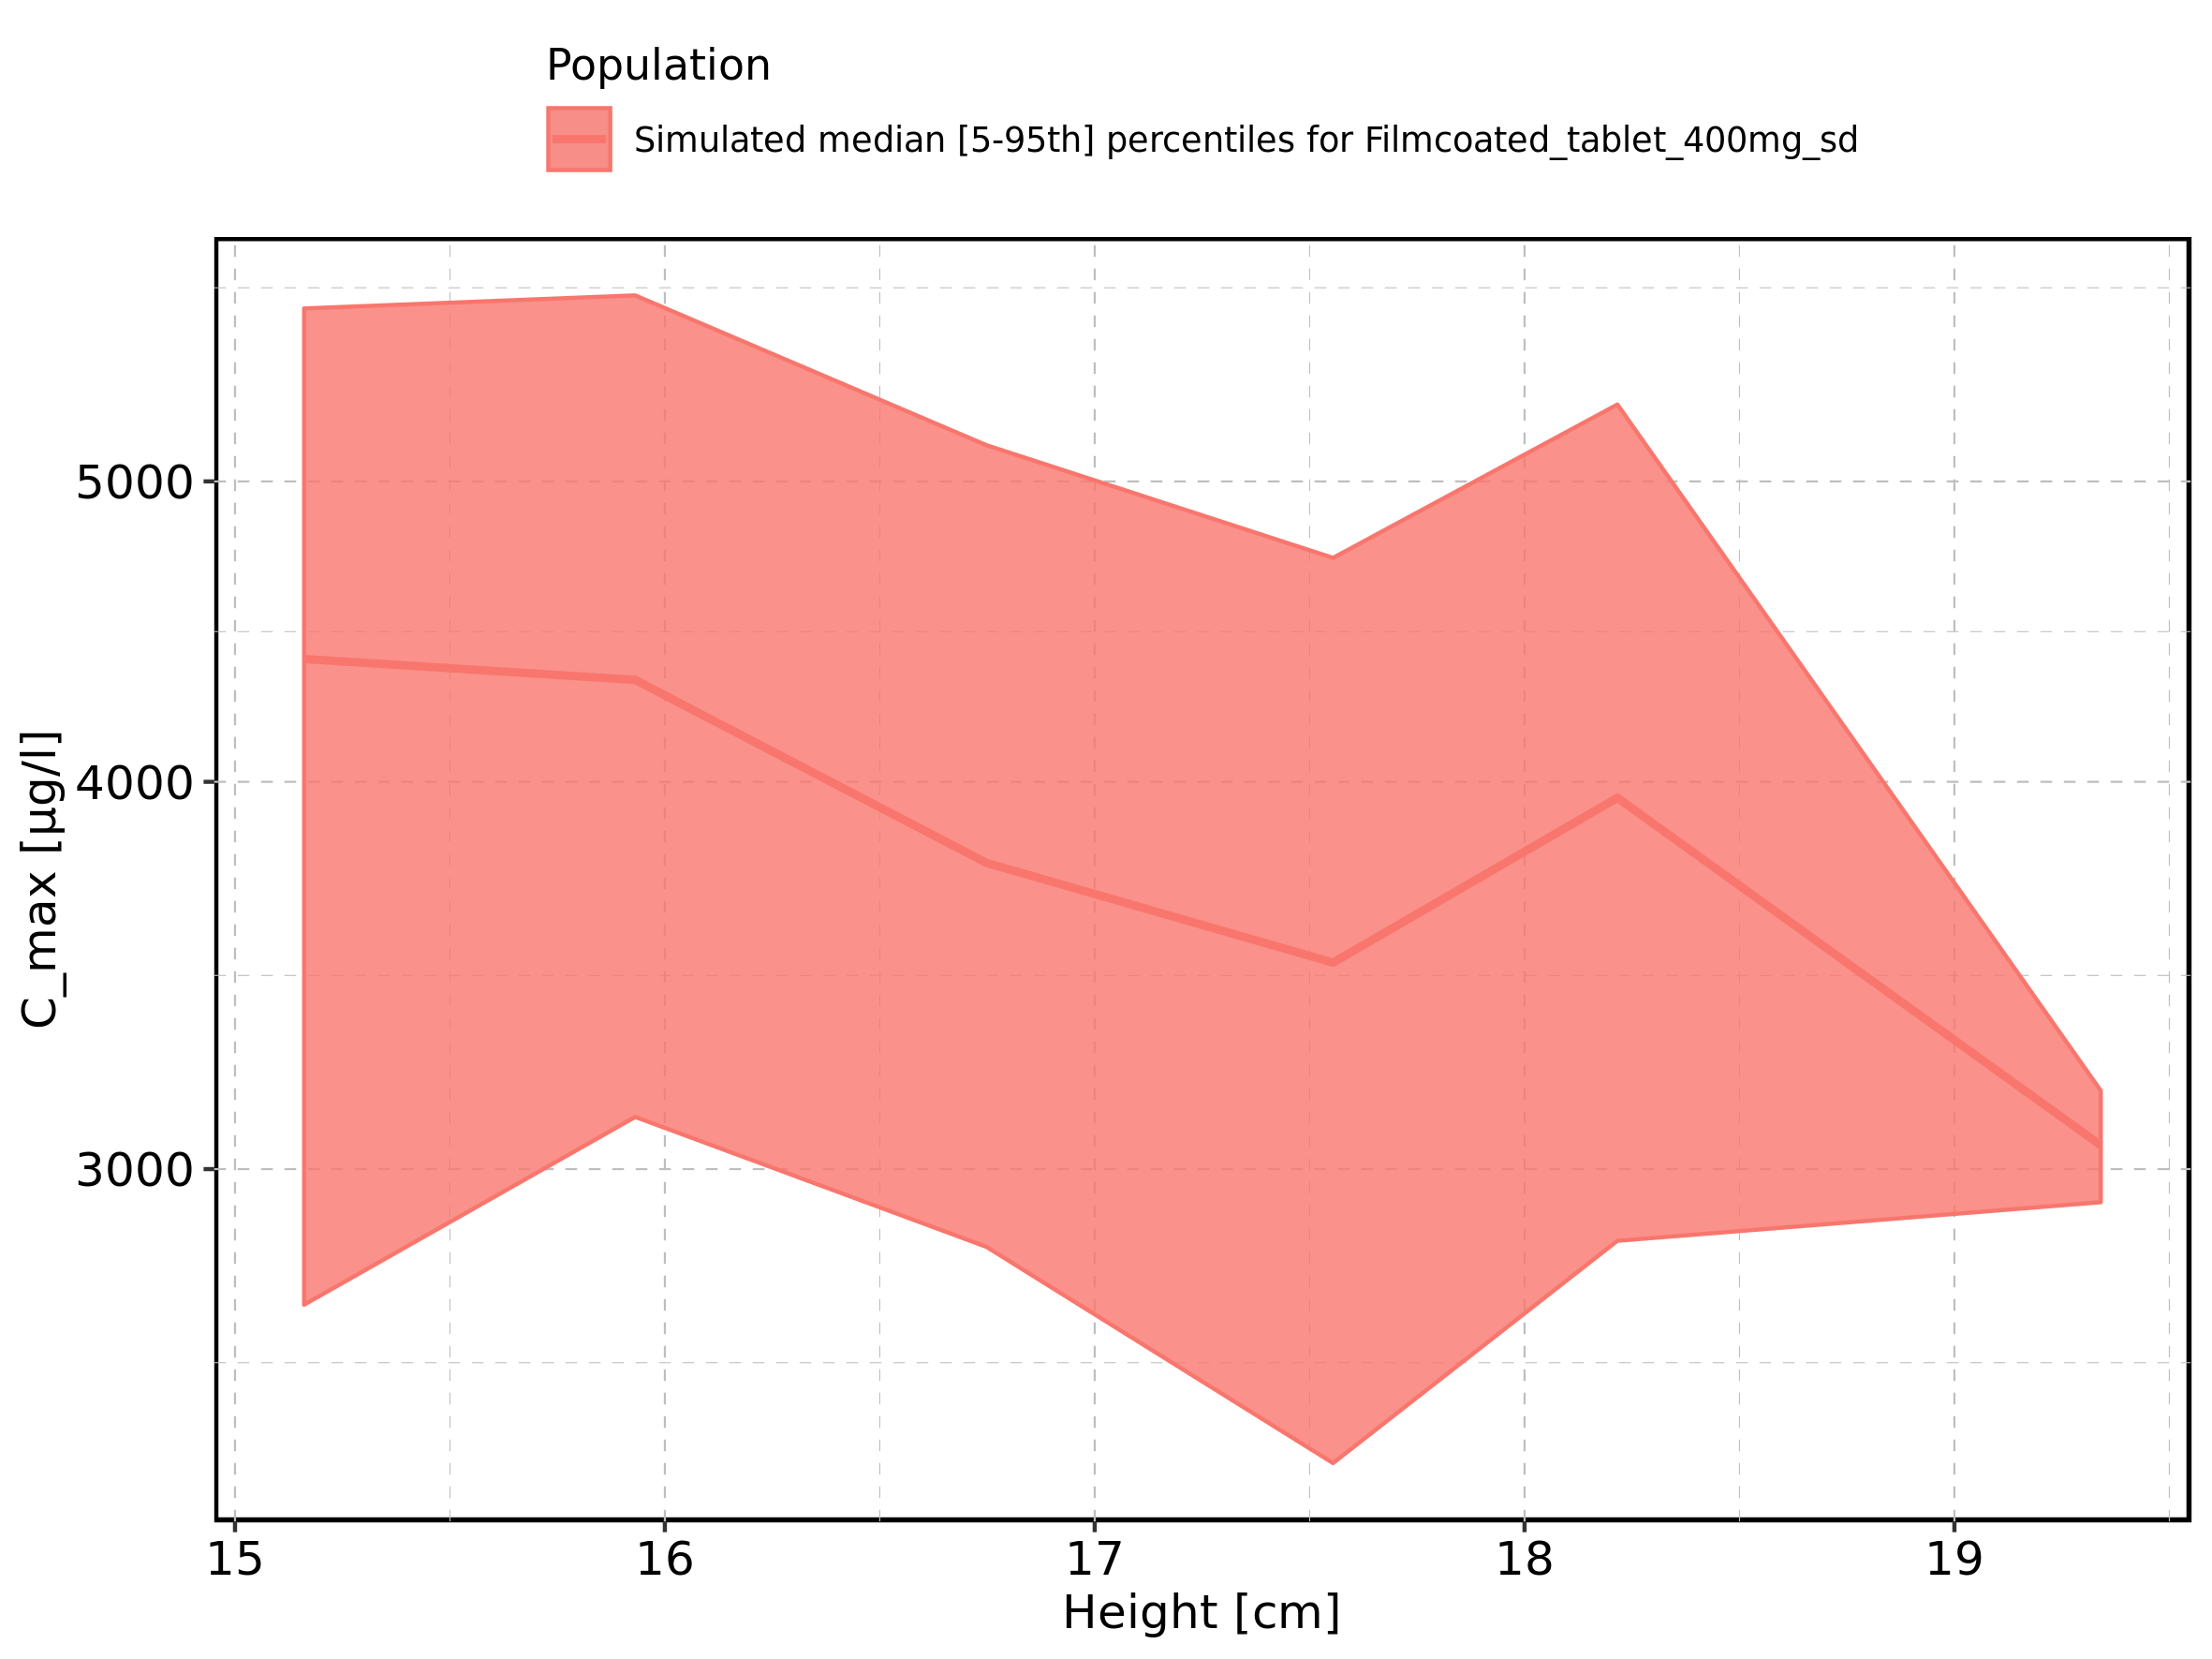 Population
Simulated median [5-95th] percentiles for Filmcoated_tablet_400mg_sd
5000
4000
3000
C_max [µg/l]
15 16 17 18 19
Height [cm]